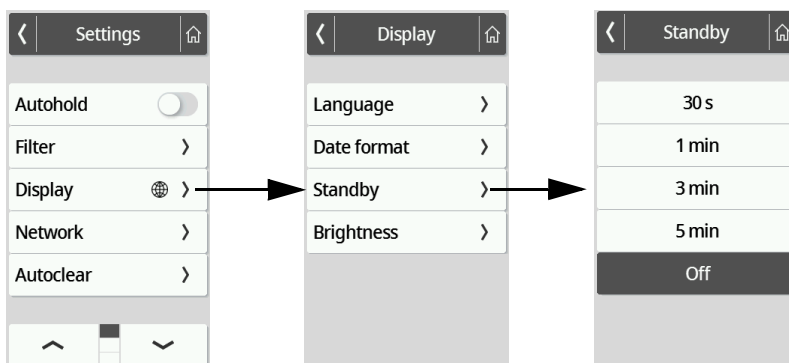 Settings
Autohold
Filter
Display
Network
Autoclear
Display
Language
Date format
Standby
Brightness
Standby
30 s
1 min
3 min
5 min
Off